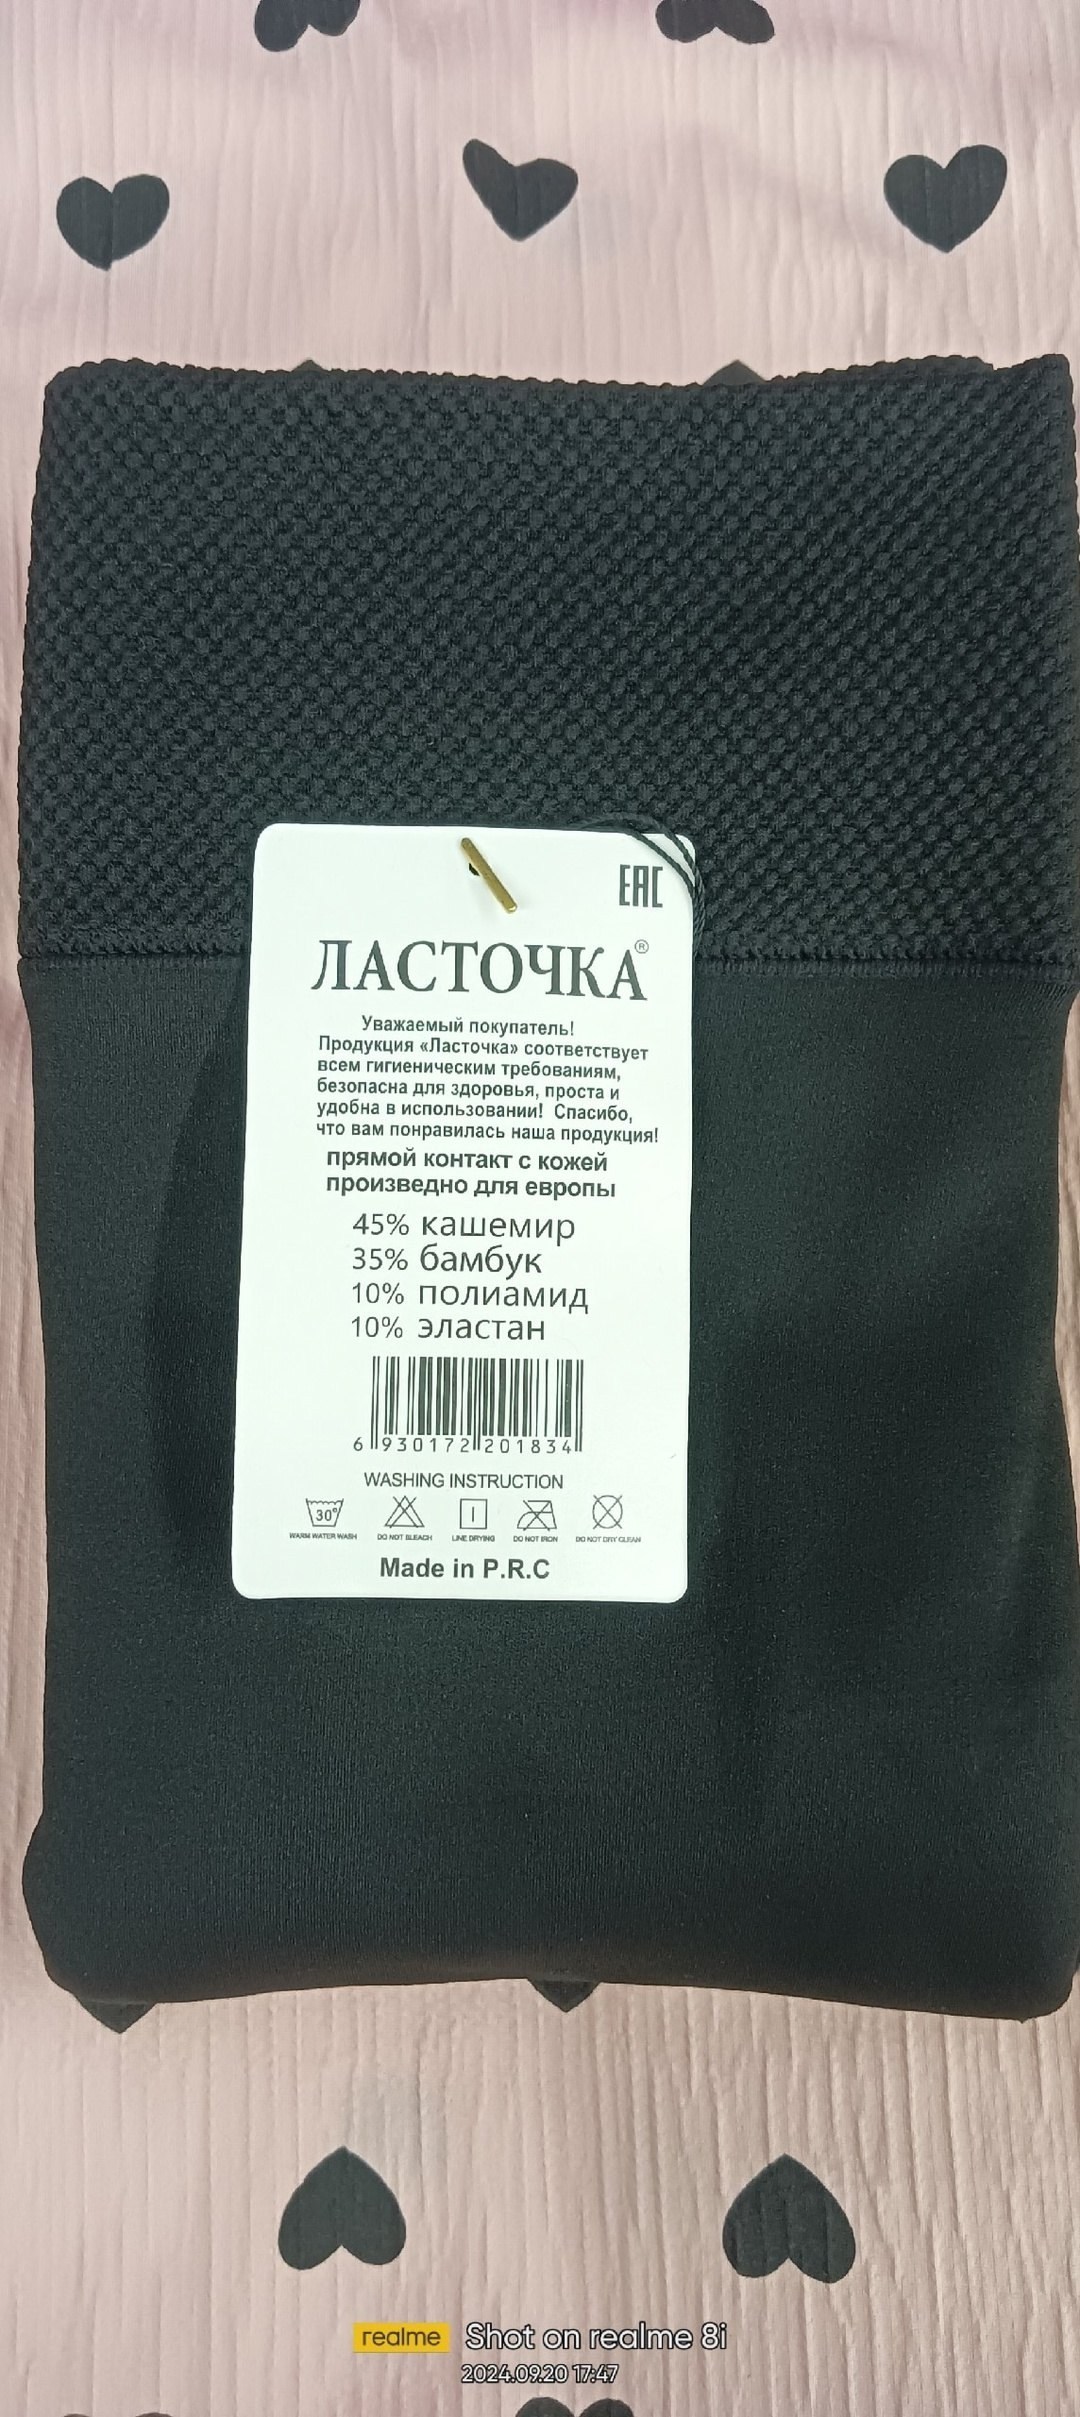 EAC
ЛАСТОЧКА®
Уважаемый покупатель!
Продукция «Ласточка» соответствует
всем гигиеническим требованиям,
безопасна для здоровья, проста и
удобна в использовании! Спасибо,
что вам понравилась наша продукция!
прямой контакт с кожей
произведно для европы
45% кашемир
35% бамбук
10% полиамид
10% эластан
6 930172 201834
WASHING INSTRUCTION
30°
WARM WATER WASH DO NOT BLEACH LINE DRYING DO NOT IRON DO NOT DRY CLEAN
Made in P.R.C
realme Shot on realme 8i
2024.09.20 17:47